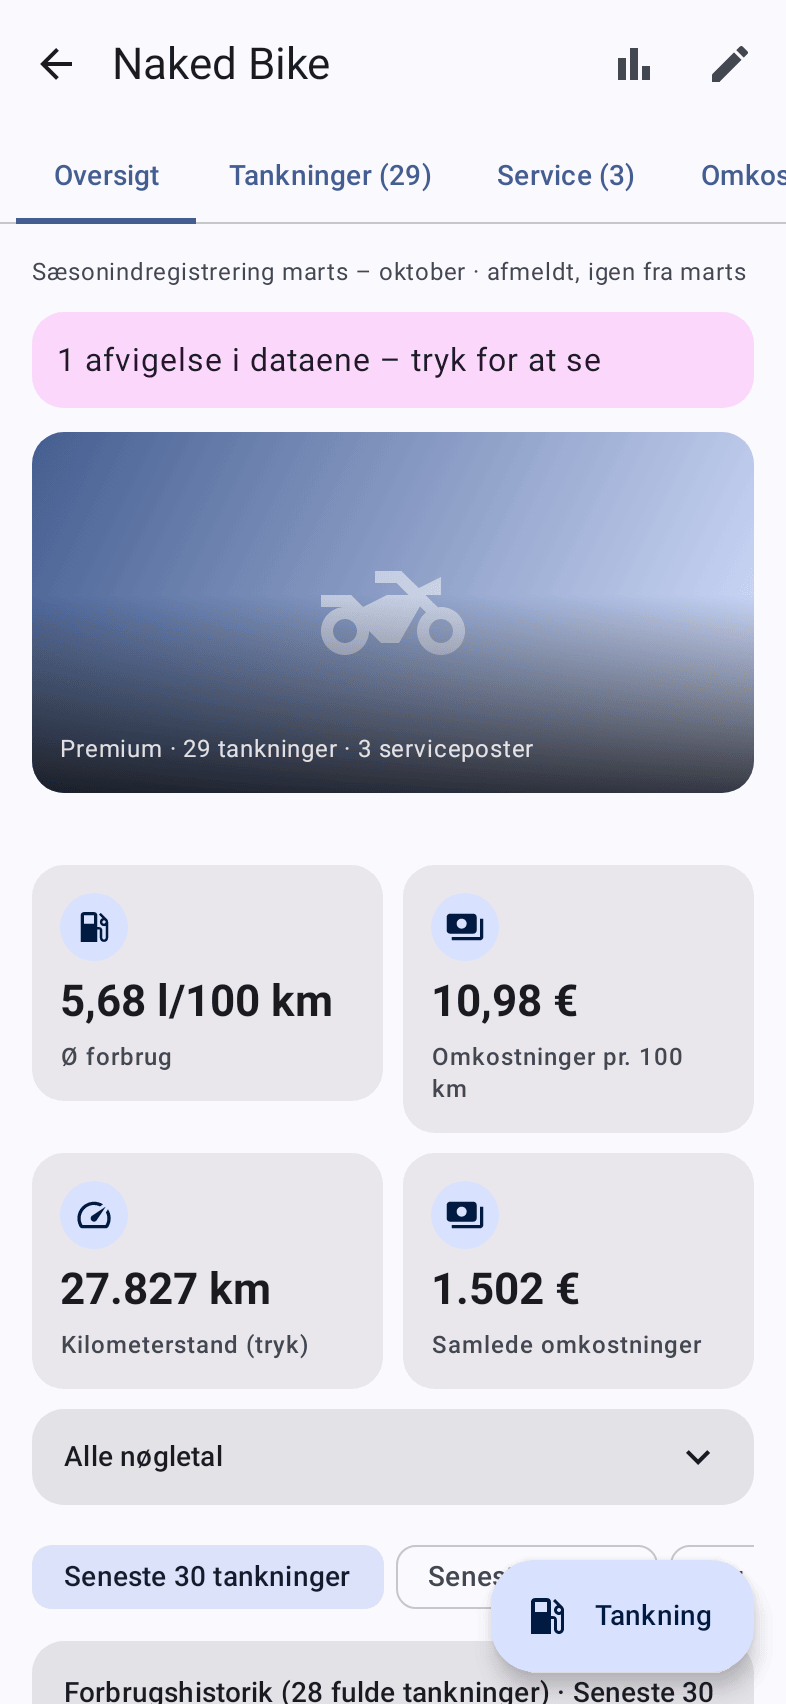 Naked Bike
Oversigt
Tankninger (29)
Service (3)
Omkos
Sæsonindregistrering marts – oktober · afmeldt, igen fra marts
1 afvigelse i dataene – tryk for at se
Premium · 29 tankninger · 3 serviceposter
5,68 l/100 km
Ø forbrug
10,98 €
Omkostninger pr. 100
km
27.827 km
Kilometerstand (tryk)
1.502 €
Samlede omkostninger
Alle nøgletal
Seneste 30 tankninger
Tankning
Forbrugshistorik (28 fulde tankninger) · Seneste 30